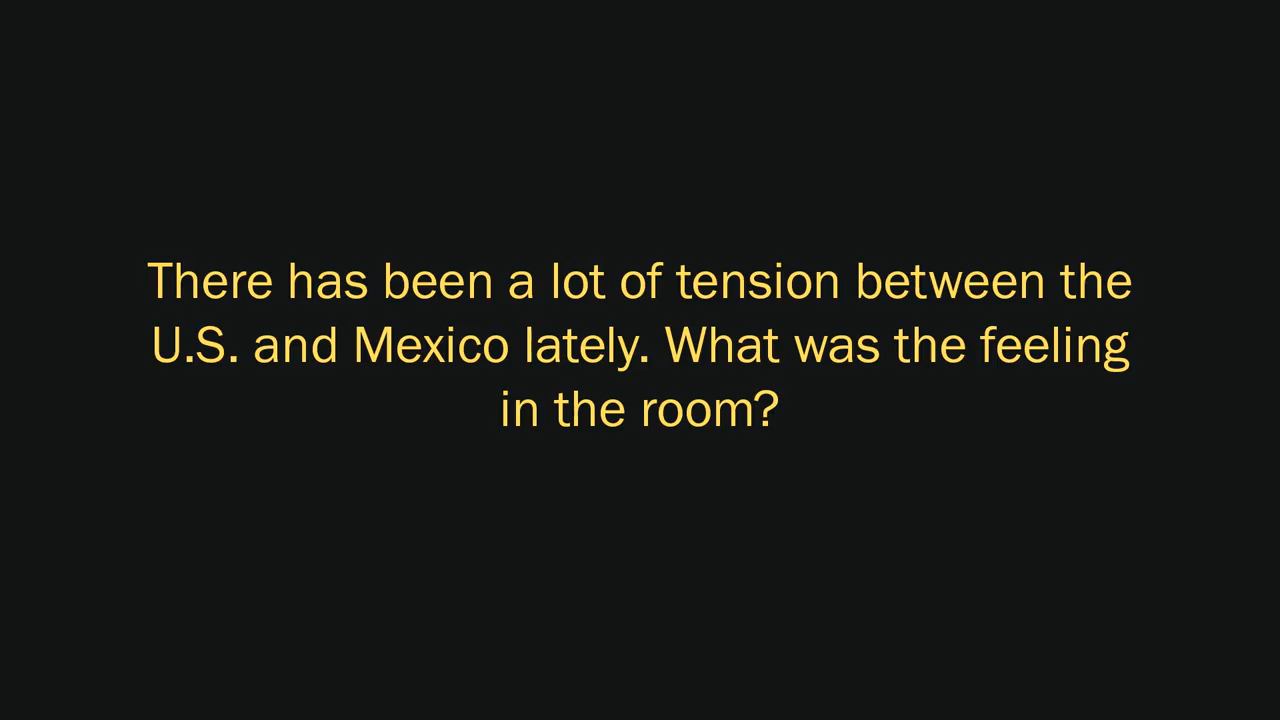 There has been a lot of tension between the
U.S. and Mexico lately. What was the feeling
in the room?